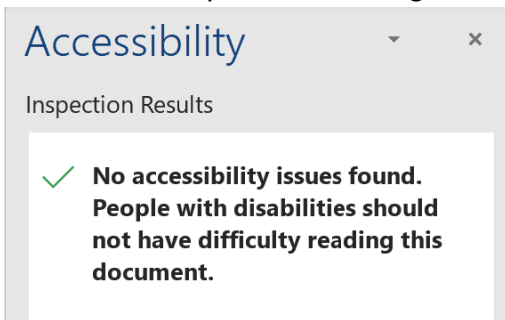 Accessibility
Inspection Results
No accessibility issues found.
People with disabilities should
not have difficulty reading this
document.